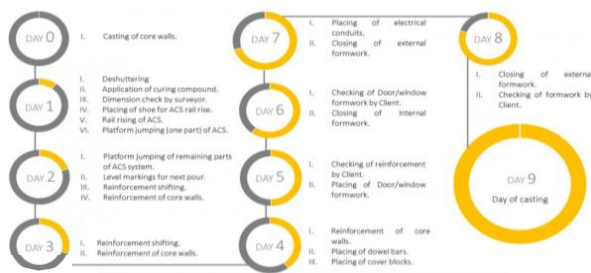 DAY 0
I. Casting of core walls.
DAY 1
I. Deshuttering
II. Application of curing compound.
III. Dimension check by surveyor.
IV. Placing of shoe for ACS rail rise.
V. Rail rising of ACS.
VI. Platform jumping (one part) of ACS.
DAY 2
I. Platform jumping of remaining parts
of ACS system.
II. Level markings for next pour.
III. Reinforcement shifting.
IV. Reinforcement of core walls.
DAY 3
I. Reinforcement shifting.
II. Reinforcement of core walls.
DAY 4
I. Reinforcement of core
walls.
II. Placing of dowel bars.
III. Placing of cover blocks.
DAY 5
I. Checking of reinforcement
by Client.
II. Placing of Door/window
formwork.
DAY 6
I. Checking of Door/window
formwork by Client.
II. Closing of Internal
formwork.
DAY 7
I. Placing of electrical
conduits.
II. Closing of external
formwork.
DAY 8
I. Closing of external
formwork.
II. Checking of formwork by
Client.
DAY 9
Day of casting